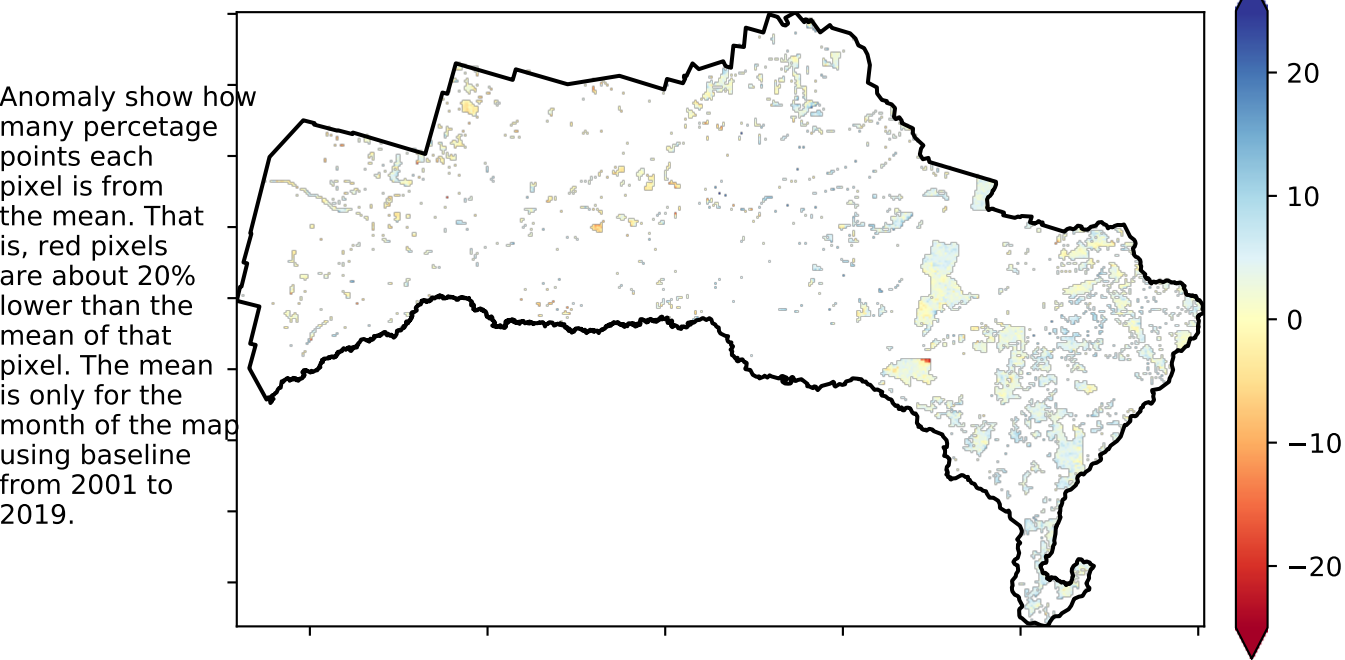 Anomaly show how
many percetage
points each
pixel is from
the mean. That
is, red pixels
are about 20%
lower than the
mean of that
pixel. The mean
is only for the
month of the map
using baseline
from 2001 to
2019.
20
10
0
−10
−20